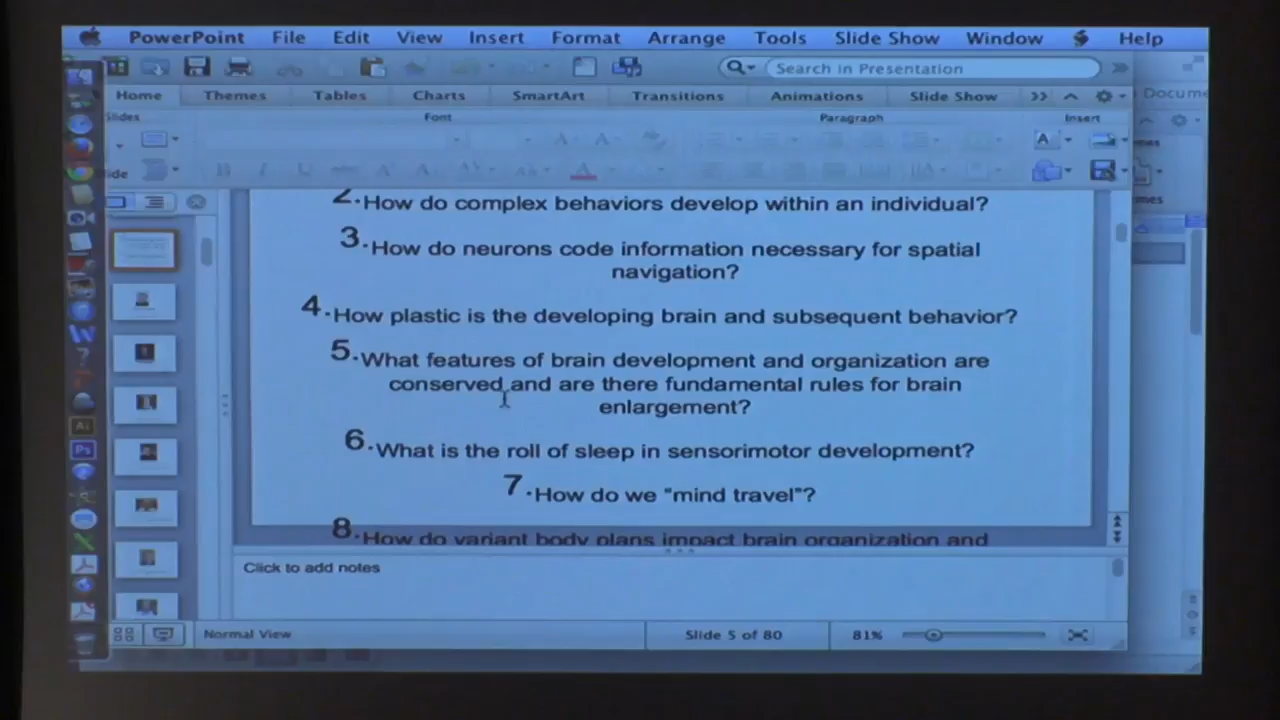 PowerPoint File Edit View Insert Format Arrange Tools Slide Show Window Help
Search in Presentation
Home Themes Tables Charts SmartArt Transitions Animations Slide Show >> Docume
Slides Font Paragraph Insert
2.How do complex behaviors develop within an individual?
3.How do neurons code information necessary for spatial
navigation?
4.How plastic is the developing brain and subsequent behavior?
5.What features of brain development and organization are
conserved and are there fundamental rules for brain
enlargement?
6.What is the roll of sleep in sensorimotor development?
7.How do we "mind travel"?
8.How do variant body plans impact brain organization and
Click to add notes
Normal View Slide 5 of 80 81%